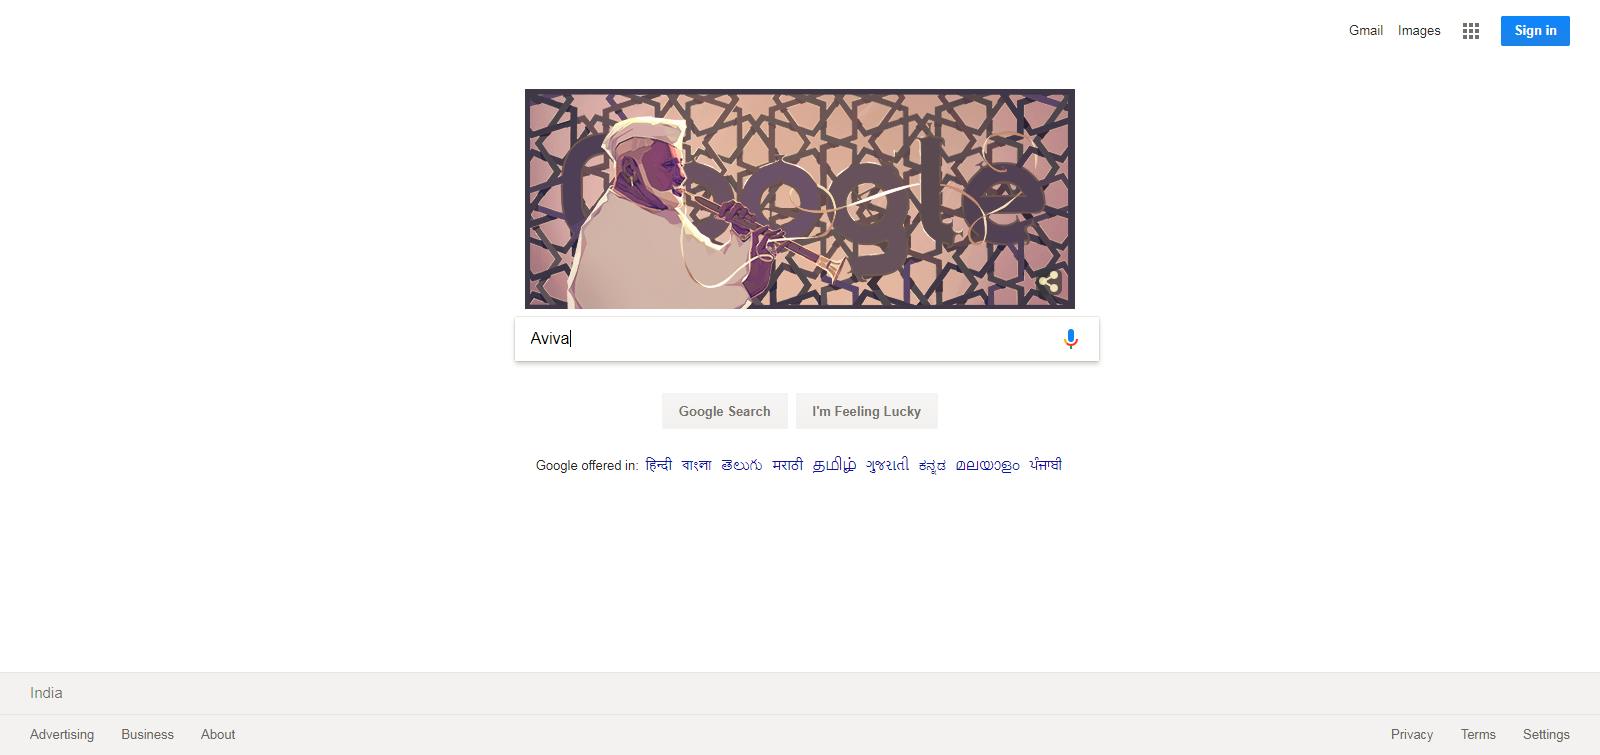 Gmail Images Sign in
Google
Aviva
Google Search I'm Feeling Lucky
Google offered in: हिन्दी বাংলা తెలుగు मराठी தமிழ் ગુજરાતી ಕನ್ನಡ മലയാളം ਪੰਜਾਬੀ
India
Advertising Business About Privacy Terms Settings